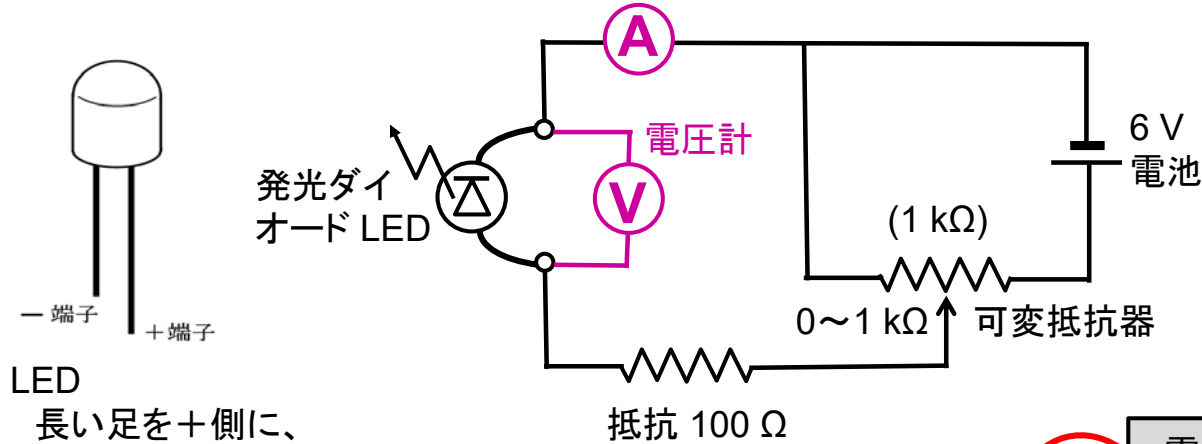 A
電圧計
V
6 V
電池
発光ダイ
オード LED
(1 kΩ)
0～1 kΩ
可変抵抗器
－端子
＋端子
LED
長い足を＋側に、
抵抗 100 Ω